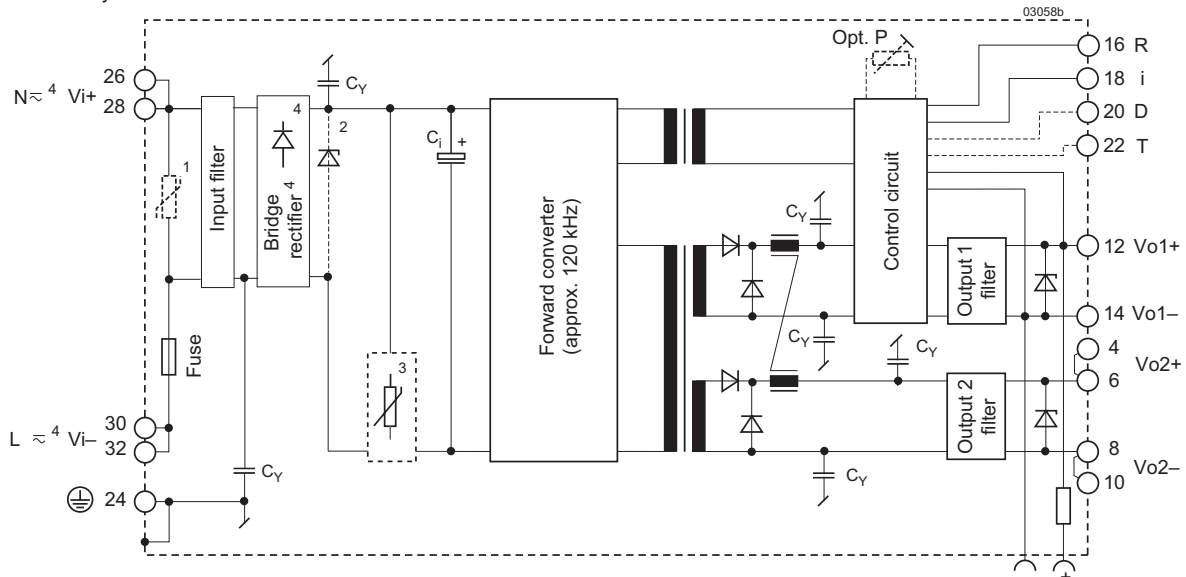 03058b
Opt. P
16 R
18 i
20 D
22 T
26
N≂ 4 Vi+
28
CY
4
2
1
Input filter
Bridge
rectifier 4
Ci +
Forward converter
(approx. 120 kHz)
Control circuit
CY
Output 1
filter
12 Vo1+
14 Vo1–
Fuse
3
CY
CY
4
Vo2+
6
Output 2
filter
30
L ≂ 4 Vi–
32
CY
CY
8
Vo2–
10
24
+